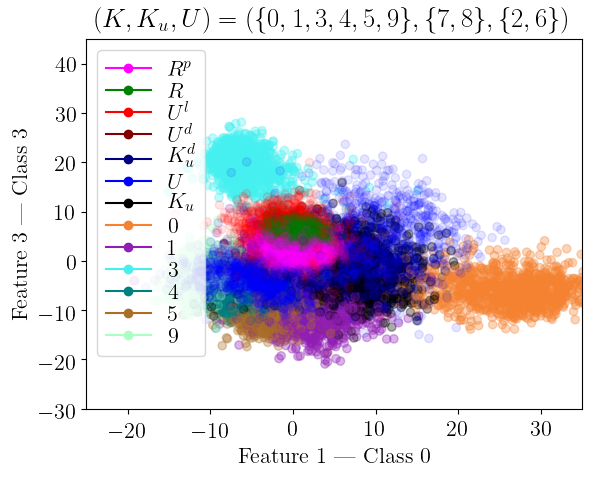 (K, K_u, U) = ({0, 1, 3, 4, 5, 9}, {7, 8}, {2, 6})
40
30
20
10
0
−10
−20
−30
Feature 3 — Class 3
R^p
R
U^l
U^d
K_u^d
U
K_u
0
1
3
4
5
9
−20
−10
0
10
20
30
Feature 1 — Class 0